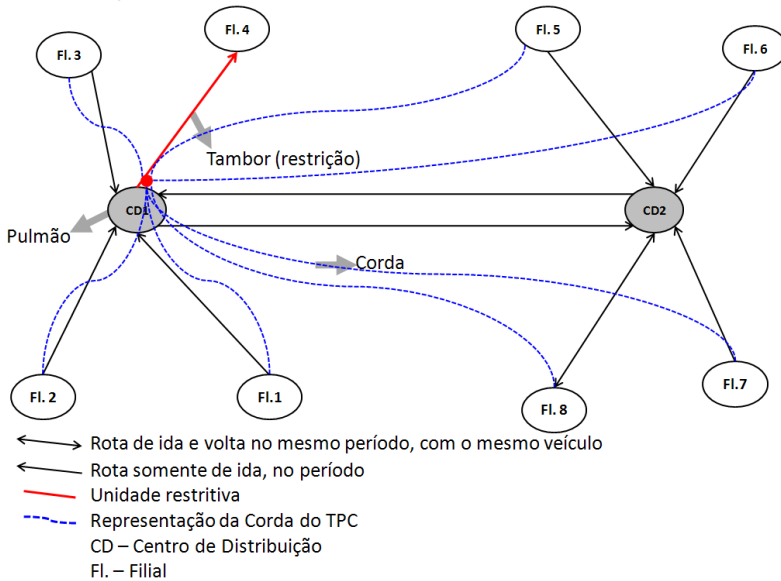 Fl. 4
Fl. 5
Fl. 6
Fl. 3
Tambor (restrição)
CD1
CD2
Pulmão
Corda
Fl. 2
Fl.1
Fl. 8
Fl.7
Rota de ida e volta no mesmo período, com o mesmo veículo
Rota somente de ida, no período
Unidade restritiva
Representação da Corda do TPC
CD – Centro de Distribuição
Fl. – Filial